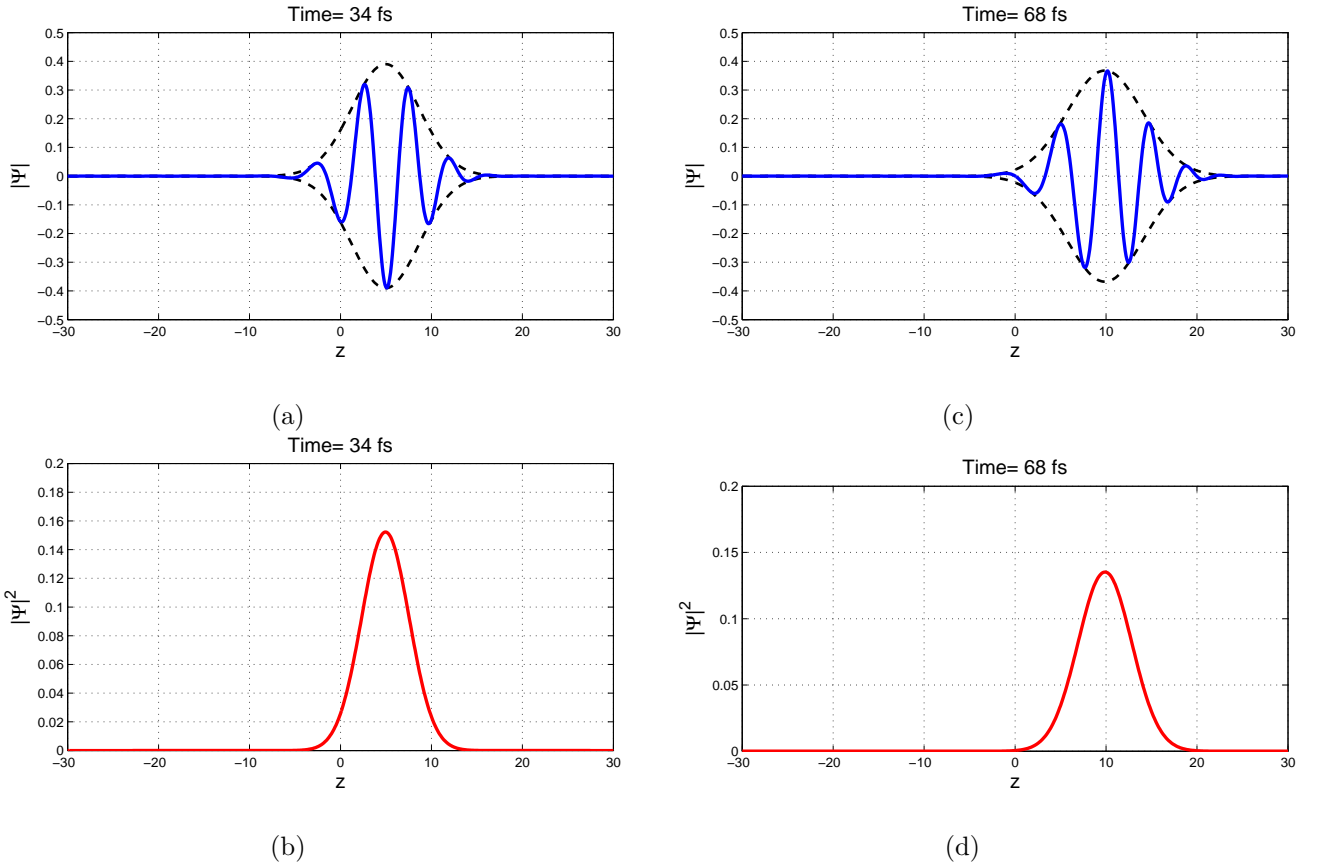 Time= 34 fs
0.5
0.4
0.3
0.2
0.1
0
−0.1
−0.2
−0.3
−0.4
−0.5
|Ψ|
−30 −20 −10 0 10 20 30
z
(a)
Time= 68 fs
0.5
0.4
0.3
0.2
0.1
0
−0.1
−0.2
−0.3
−0.4
−0.5
|Ψ|
−30 −20 −10 0 10 20 30
z
(c)
Time= 34 fs
0.2
0.18
0.16
0.14
0.12
0.1
0.08
0.06
0.04
0.02
0
|Ψ|²
−30 −20 −10 0 10 20 30
z
(b)
Time= 68 fs
0.2
0.15
0.1
0.05
0
|Ψ|²
−30 −20 −10 0 10 20 30
z
(d)